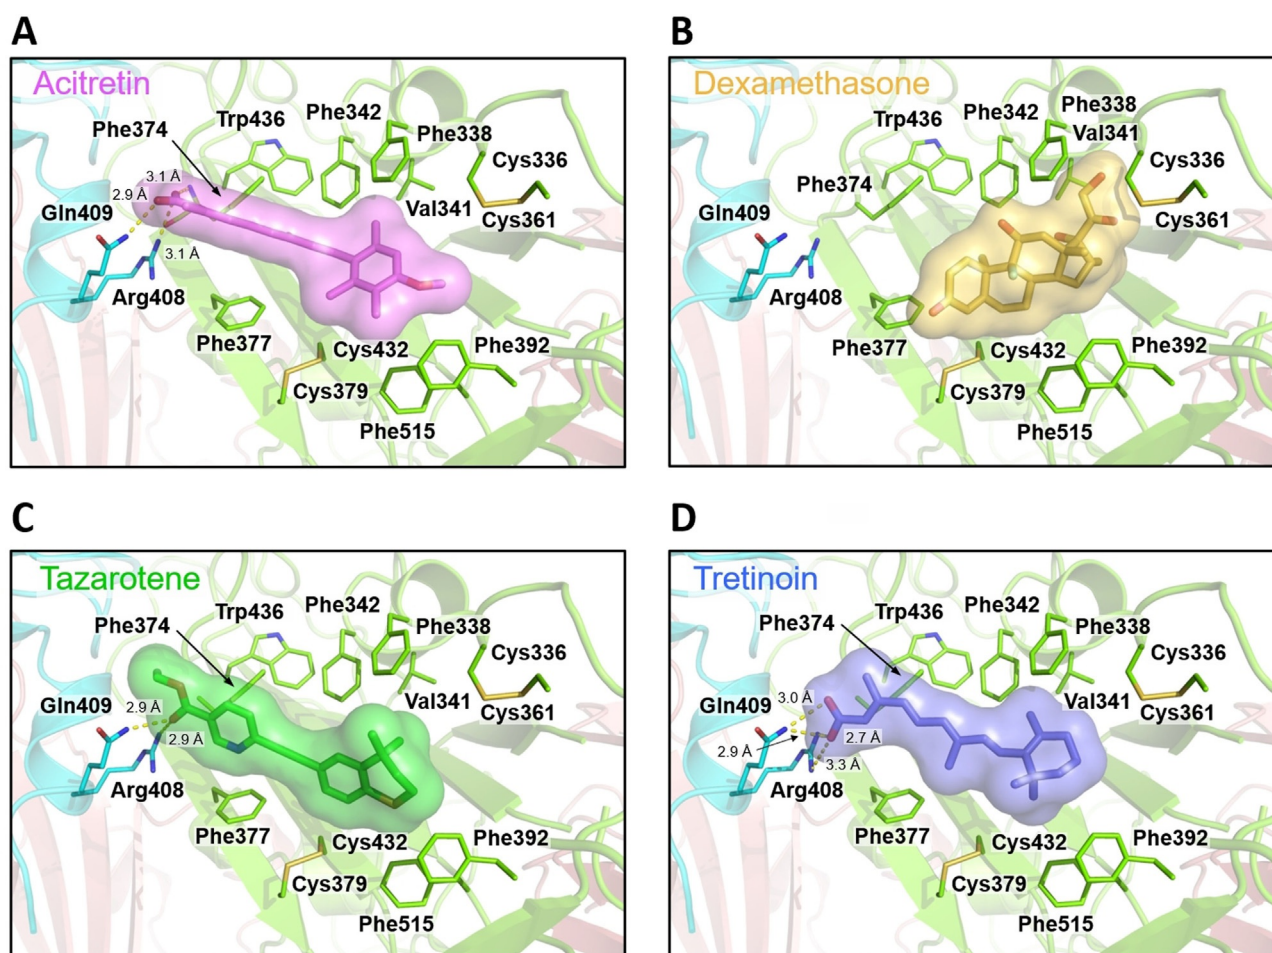 A
Acitretin
Phe374
Trp436
Phe342
Phe338
Cys336
3.1 Å
2.9 Å
Gln409
Val341
Cys361
3.1 Å
Arg408
Phe377
Cys432
Phe392
Cys379
Phe515
B
Dexamethasone
Trp436
Phe342
Phe338
Val341
Cys336
Phe374
Gln409
Cys361
Arg408
Phe377
Cys432
Phe392
Cys379
Phe515
C
Tazarotene
Phe374
Trp436
Phe342
Phe338
Cys336
Gln409
2.9 Å
Val341
Cys361
2.9 Å
Arg408
Phe377
Cys432
Phe392
Cys379
Phe515
D
Tretinoin
Phe374
Trp436
Phe342
Phe338
Cys336
Gln409
3.0 Å
Val341
Cys361
2.9 Å
2.7 Å
3.3 Å
Arg408
Phe377
Cys432
Phe392
Cys379
Phe515